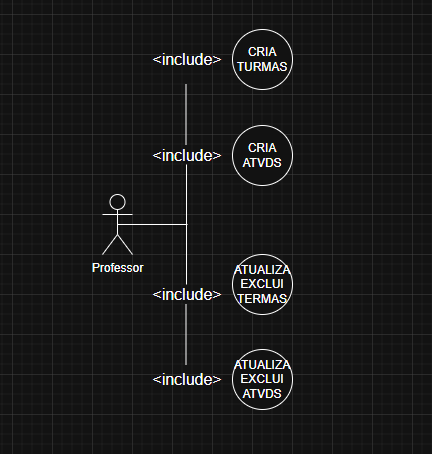 <include>
CRIA
TURMAS
<include>
CRIA
ATVDS
Professor
<include>
ATUALIZA
EXCLUI
TERMAS
<include>
ATUALIZA
EXCLUI
ATVDS